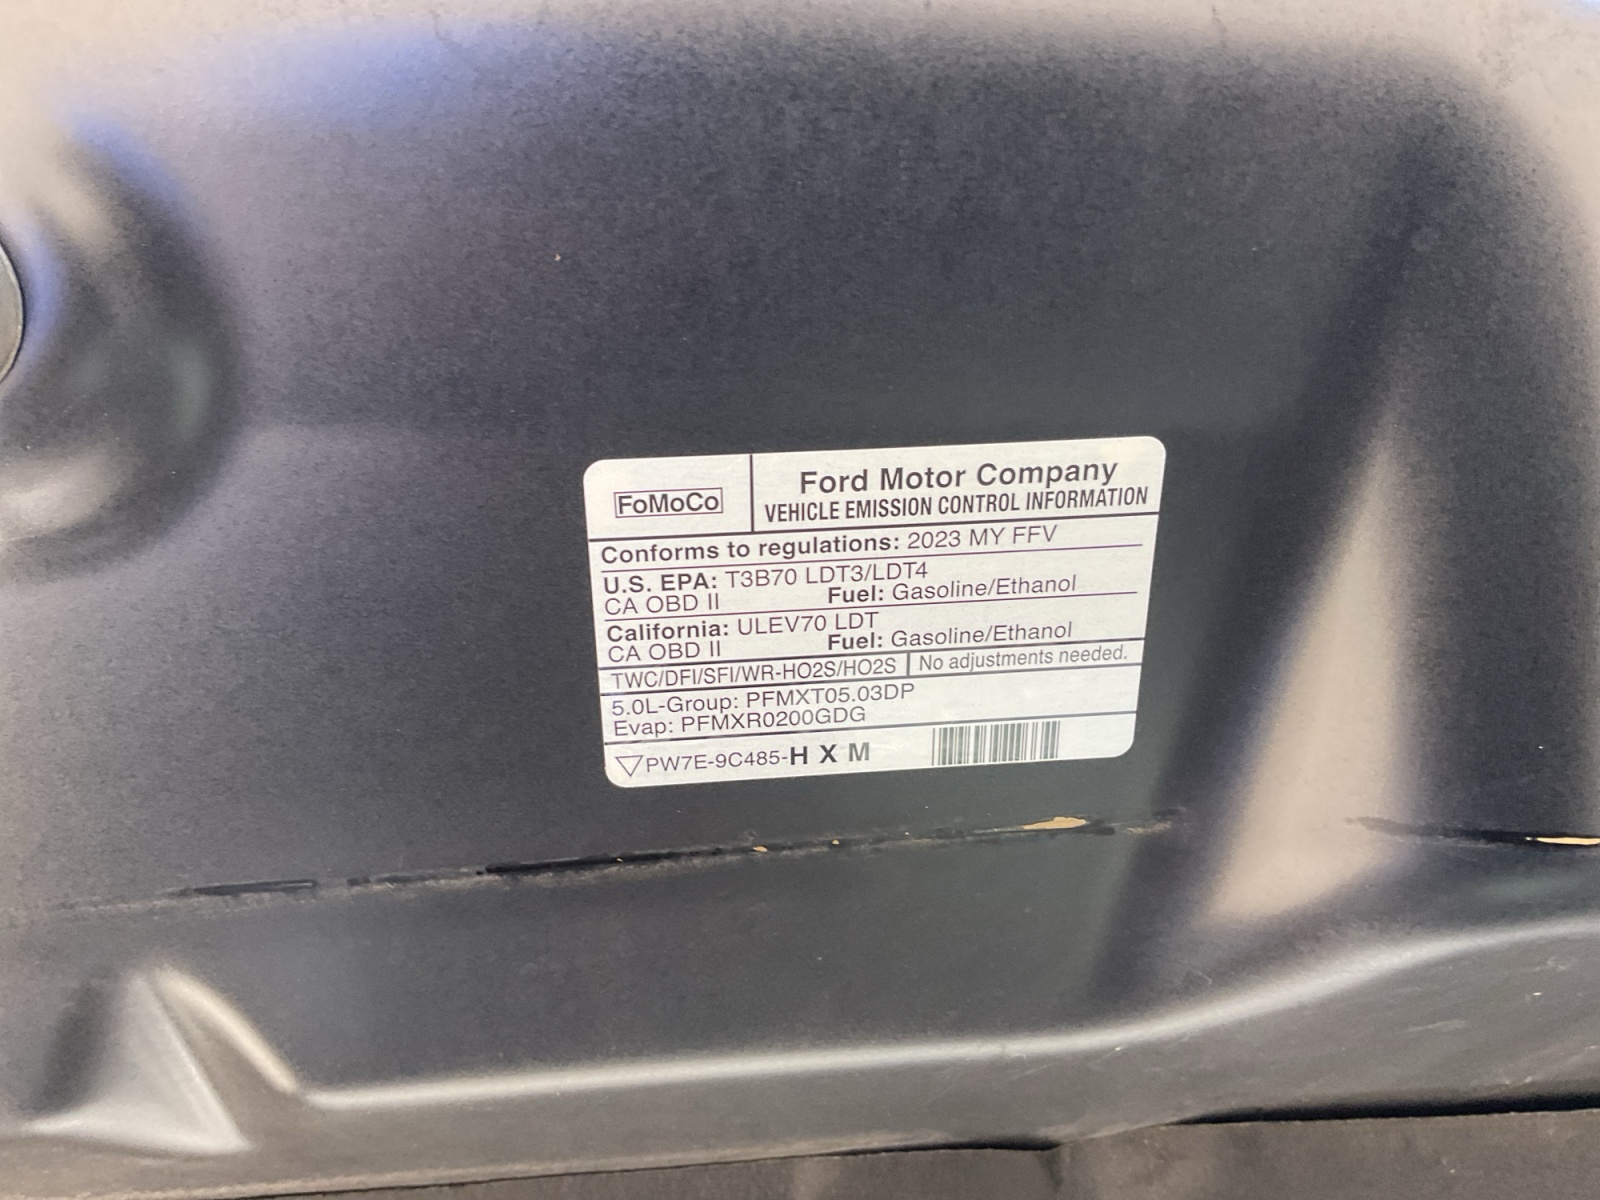 FoMoCo
Ford Motor Company
VEHICLE EMISSION CONTROL INFORMATION
Conforms to regulations: 2023 MY FFV
U.S. EPA: T3B70 LDT3/LDT4
CA OBD II Fuel: Gasoline/Ethanol
California: ULEV70 LDT
CA OBD II Fuel: Gasoline/Ethanol
TWC/DFI/SFI/WR-HO2S/HO2S No adjustments needed.
5.0L-Group: PFMXT05.03DP
Evap: PFMXR0200GDG
PW7E-9C485-H X M